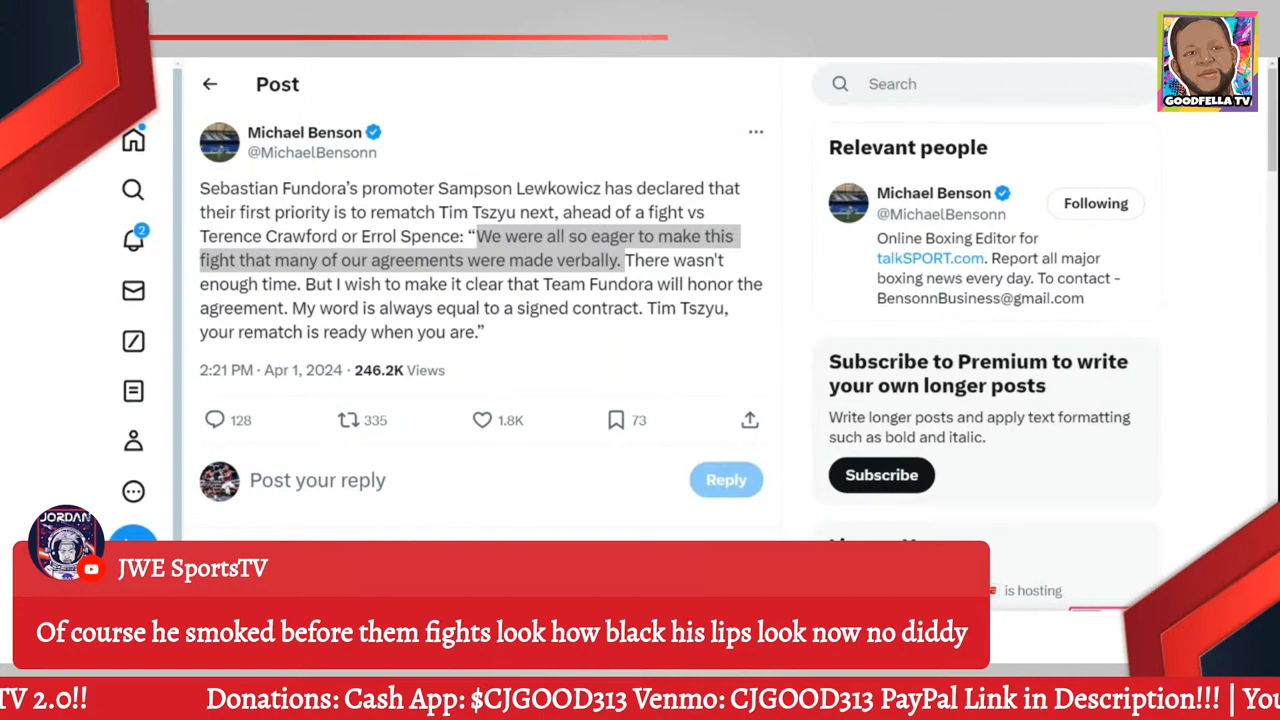 GOODFELLA TV
Post
Search
Michael Benson
@MichaelBensonn
Sebastian Fundora's promoter Sampson Lewkowicz has declared that
their first priority is to rematch Tim Tszyu next, ahead of a fight vs
Terence Crawford or Errol Spence: “We were all so eager to make this
fight that many of our agreements were made verbally. There wasn't
enough time. But I wish to make it clear that Team Fundora will honor the
agreement. My word is always equal to a signed contract. Tim Tszyu,
your rematch is ready when you are.”
2:21 PM · Apr 1, 2024 · 246.2K Views
128 335 1.8K 73
Post your reply
Reply
2
Relevant people
Michael Benson
@MichaelBensonn
Following
Online Boxing Editor for
talkSPORT.com. Report all major
boxing news every day. To contact -
BensonnBusiness@gmail.com
Subscribe to Premium to write
your own longer posts
Write longer posts and apply text formatting
such as bold and italic.
Subscribe
is hosting
JORDAN
JWE SportsTV
Of course he smoked before them fights look how black his lips look now no diddy
TV 2.0!! Donations: Cash App: $CJGOOD313 Venmo: CJGOOD313 PayPal Link in Description!!! | You